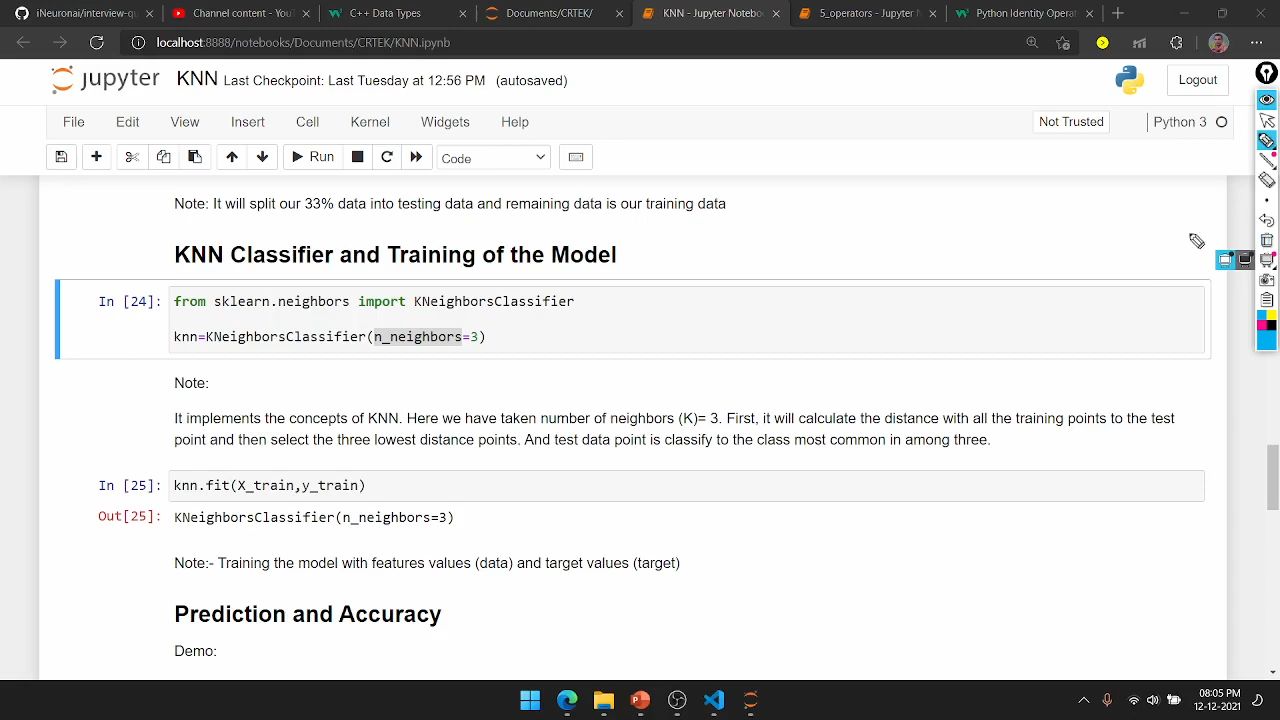 iNeuronai/interview-qu
Channel content - YouT
C++ Data Types
Documents/CRTEK/
KNN - Jupyter Notebo
5_operators - Jupyter N
Python Identity Operat
localhost:8888/notebooks/Documents/CRTEK/KNN.ipynb
jupyter KNN Last Checkpoint: Last Tuesday at 12:56 PM (autosaved)
Logout
File Edit View Insert Cell Kernel Widgets Help
Not Trusted
Python 3
Run
Code
Note: It will split our 33% data into testing data and remaining data is our training data
KNN Classifier and Training of the Model
In [24]: from sklearn.neighbors import KNeighborsClassifier
knn=KNeighborsClassifier(n_neighbors=3)
Note:
It implements the concepts of KNN. Here we have taken number of neighbors (K)= 3. First, it will calculate the distance with all the training points to the test
point and then select the three lowest distance points. And test data point is classify to the class most common in among three.
In [25]: knn.fit(X_train,y_train)
Out[25]: KNeighborsClassifier(n_neighbors=3)
Note:- Training the model with features values (data) and target values (target)
Prediction and Accuracy
Demo:
08:05 PM
12-12-2021